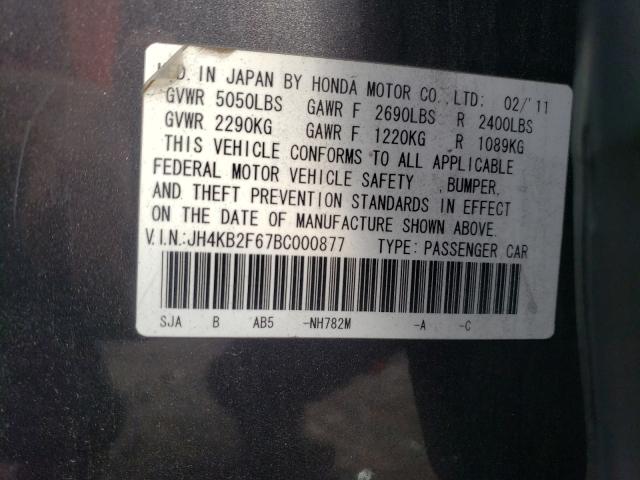 MFD. IN JAPAN BY HONDA MOTOR CO., LTD: 02/'11
GVWR 5050LBS GAWR F 2690LBS R 2400LBS
GVWR 2290KG GAWR F 1220KG R 1089KG
THIS VEHICLE CONFORMS TO ALL APPLICABLE
FEDERAL MOTOR VEHICLE SAFETY , BUMPER,
AND THEFT PREVENTION STANDARDS IN EFFECT
ON THE DATE OF MANUFACTURE SHOWN ABOVE.
V.I.N.:JH4KB2F67BC000877 TYPE: PASSENGER CAR
SJA B AB5 -NH782M -A -C